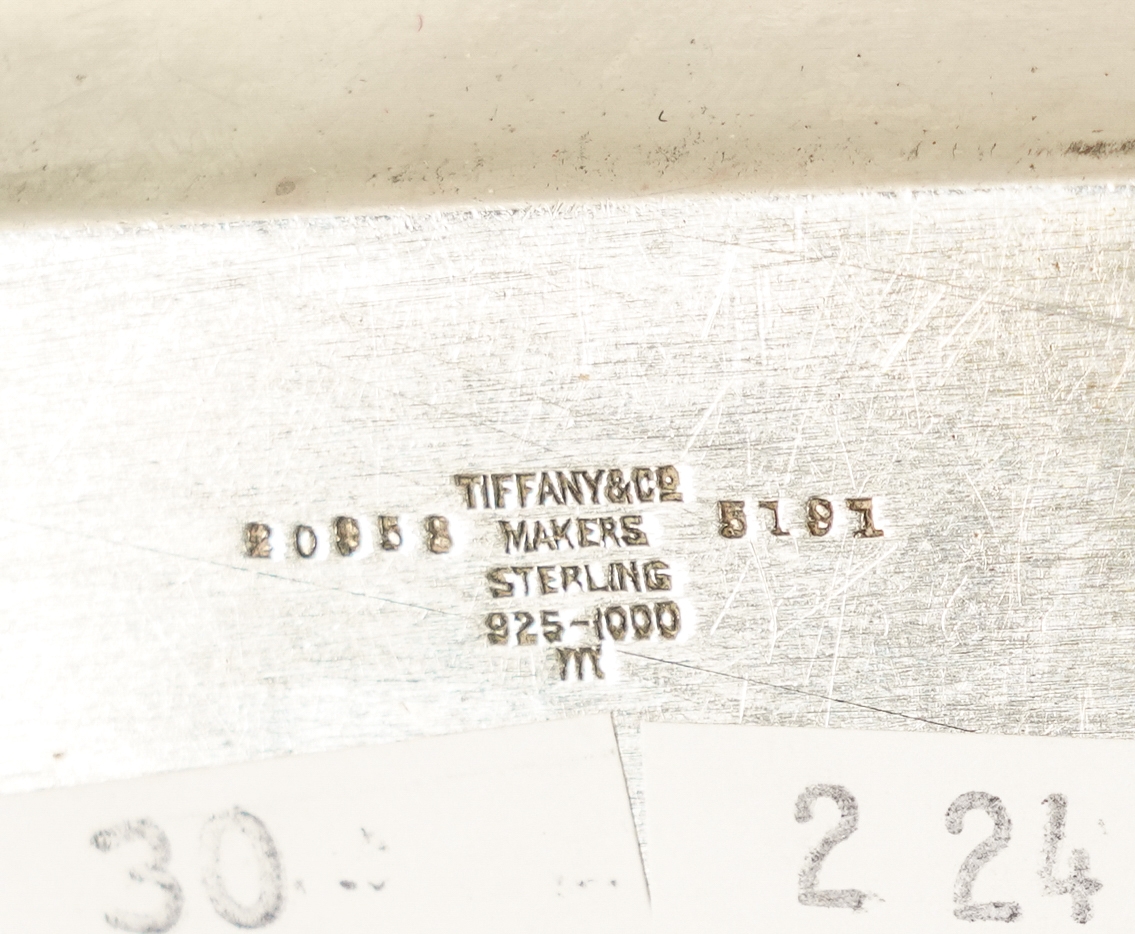 TIFFANY & Co
20958 MAKERS 5191
STERLING
925-1000
m
30
2 24